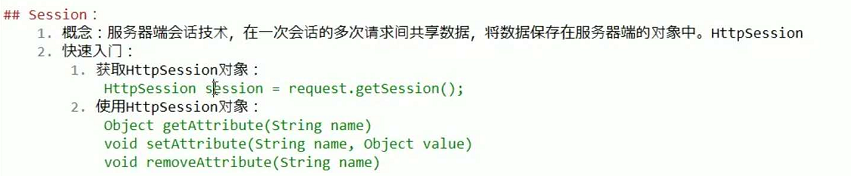 ## Session：
1. 概念：服务器端会话技术，在一次会话的多次请求间共享数据，将数据保存在服务器端的对象中。HttpSession
2. 快速入门：
1. 获取HttpSession对象：
HttpSession session = request.getSession();
2. 使用HttpSession对象：
Object getAttribute(String name)
void setAttribute(String name, Object value)
void removeAttribute(String name)